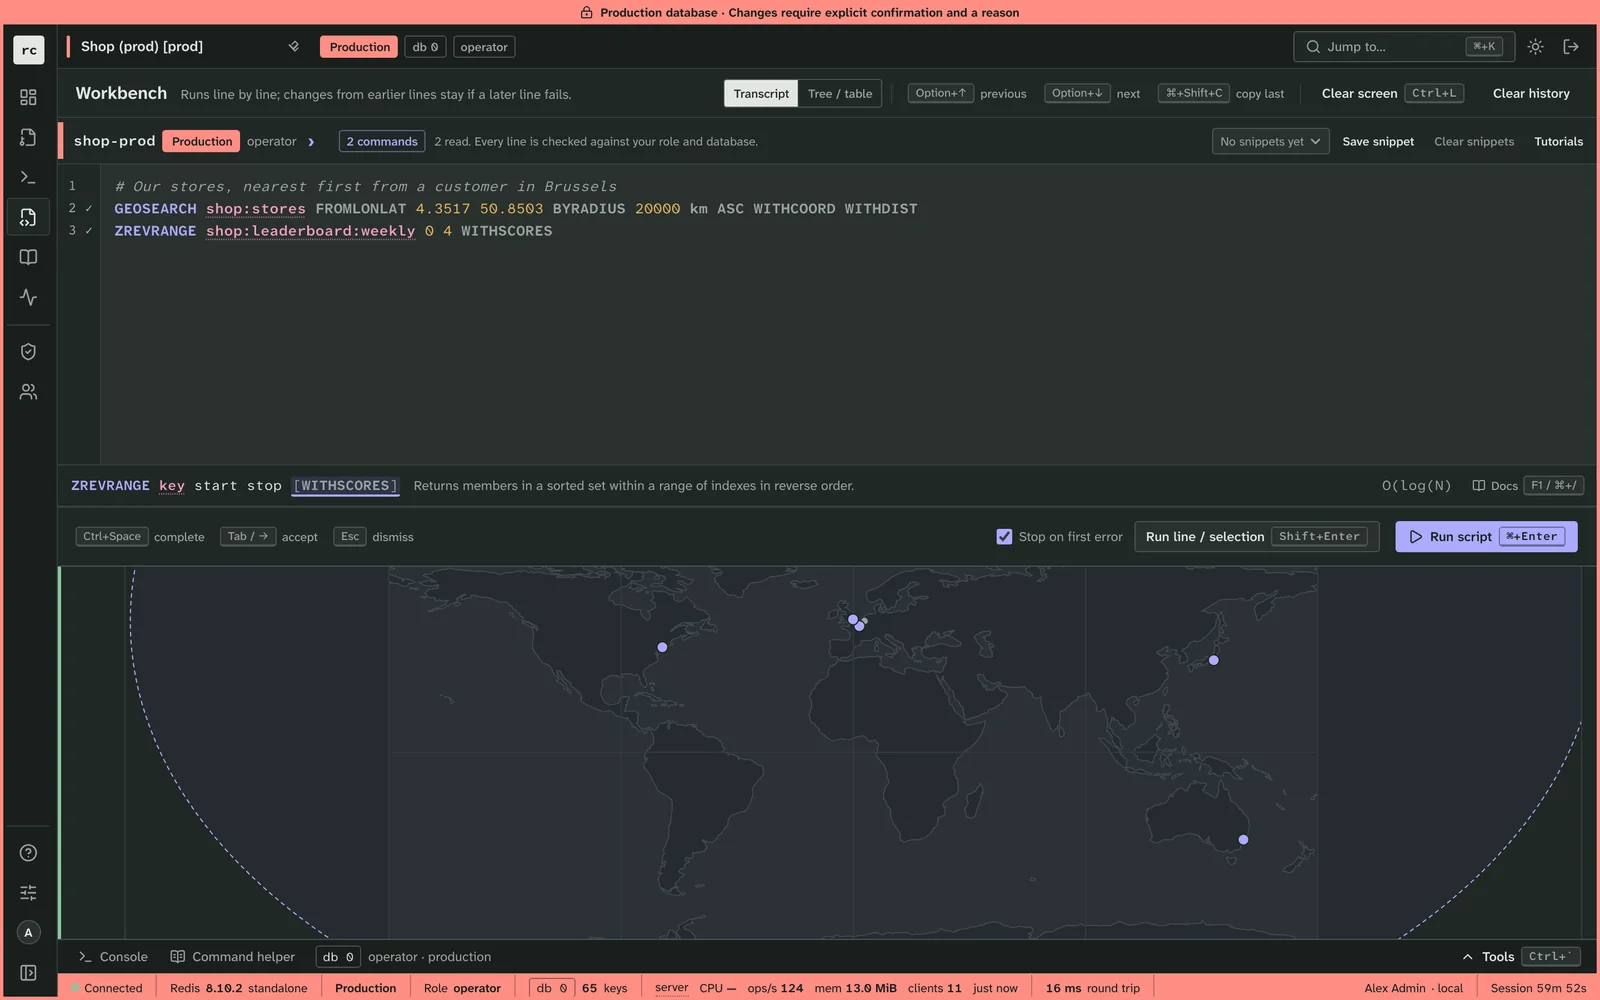 Production database · Changes require explicit confirmation and a reason
rc
Shop (prod) [prod]
Production
db 0
operator
Jump to...
⌘+K
Workbench
Runs line by line; changes from earlier lines stay if a later line fails.
Transcript
Tree / table
Option+↑ previous
Option+↓ next
⌘+Shift+C copy last
Clear screen Ctrl+L
Clear history
shop-prod
Production
operator ›
2 commands
2 read. Every line is checked against your role and database.
No snippets yet
Save snippet
Clear snippets
Tutorials
1 # Our stores, nearest first from a customer in Brussels
2 ✓ GEOSEARCH shop:stores FROMLONLAT 4.3517 50.8503 BYRADIUS 20000 km ASC WITHCOORD WITHDIST
3 ✓ ZREVRANGE shop:leaderboard:weekly 0 4 WITHSCORES
ZREVRANGE key start stop [WITHSCORES] Returns members in a sorted set within a range of indexes in reverse order.
O(log(N)
Docs F1 / ⌘+/
Ctrl+Space complete
Tab / → accept
Esc dismiss
Stop on first error
Run line / selection Shift+Enter
Run script ⌘+Enter
Console
Command helper
db 0
operator · production
Tools Ctrl+`
A
Connected
Redis 8.10.2 standalone
Production
Role operator
db 0 65 keys
server CPU — ops/s 124 mem 13.0 MiB clients 11 just now
16 ms round trip
Alex Admin · local
Session 59m 52s